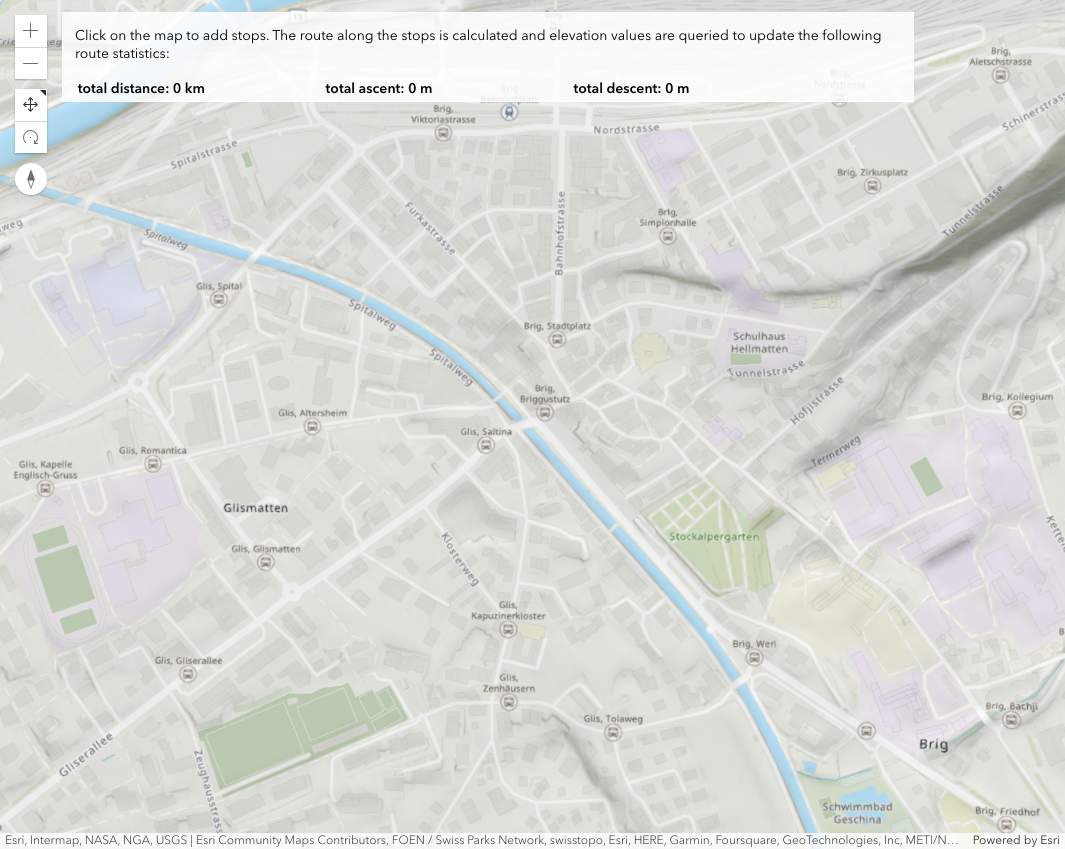 Click on the map to add stops. The route along the stops is calculated and elevation values are queried to update the following
route statistics:
total distance: 0 km
total ascent: 0 m
total descent: 0 m
Brig,
Aletschstrasse
Brig,
Nordstrasse
Brig,
Bahnhofplatz
Schinerstrasse
Brig,
Viktoriastrasse
Nordstrasse
Spitalstrasse
Brig, Zirkusplatz
Tunnelstrasse
Furkastrasse
Bahnhofstrasse
Brig,
Simplonhalle
Spitalweg
Glis, Spital
Spitalweg
Brig, Stadtplatz
Schulhaus
Hellmatten
Spitalweg
Tunnelstrasse
Hofjistrasse
Brig,
Briggustutz
Brig, Kollegium
Glis, Altersheim
Glis, Saltina
Termerweg
Glis, Romantica
Glis, Kapelle
Englisch-Gruss
Glismatten
Stockalpergarten
Glis, Glismatten
Klosterweg
Glis,
Kapuzinerkloster
Brig, Weri
Glis, Gliserallee
Glis,
Zenhäusern
Glis, Tolaweg
Brig, Bachji
Brig
Gliserallee
Zeughausstrass
Schwimmbad
Geschina
Brig, Friedhof
Esri, Intermap, NASA, NGA, USGS | Esri Community Maps Contributors, FOEN / Swiss Parks Network, swisstopo, Esri, HERE, Garmin, Foursquare, GeoTechnologies, Inc, METI/N...
Powered by Esri